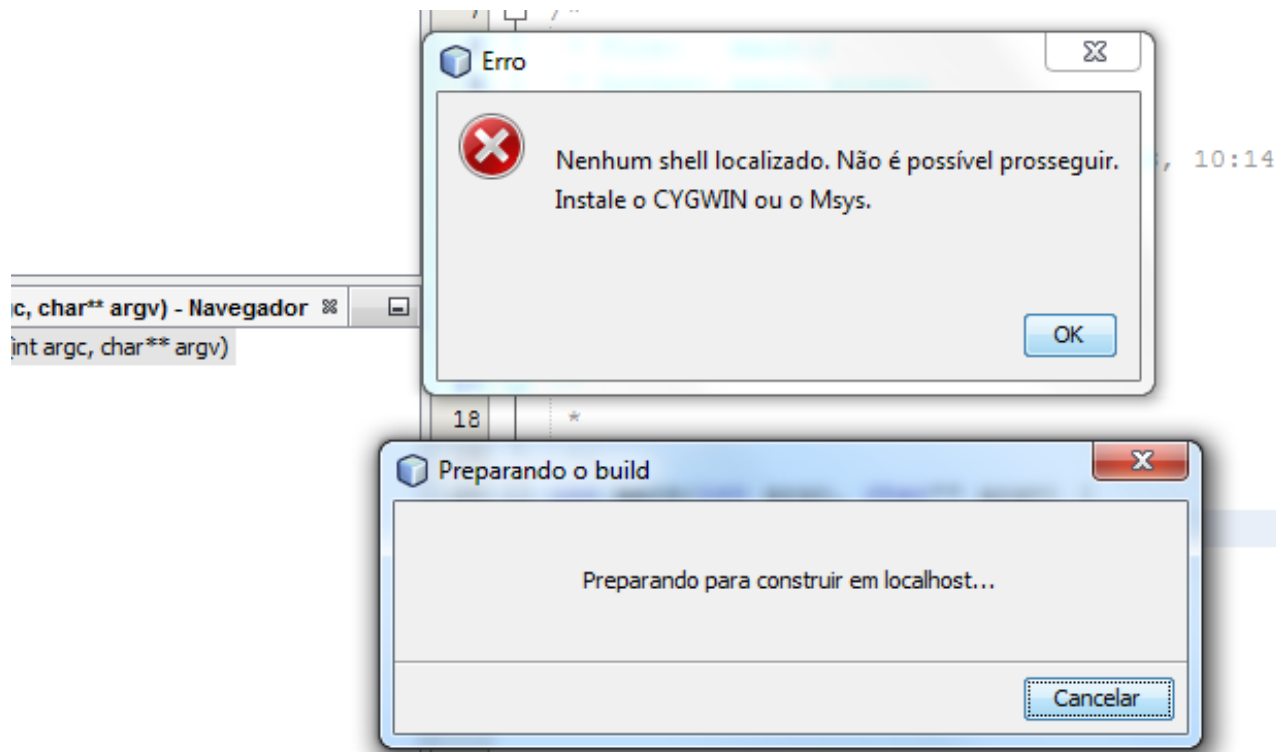 7 /*
Erro
Nenhum shell localizado. Não é possível prosseguir.
Instale o CYGWIN ou o Msys.
, 10:14
OK
c, char** argv) - Navegador
(int argc, char** argv)
18 *
Preparando o build
Preparando para construir em localhost...
Cancelar